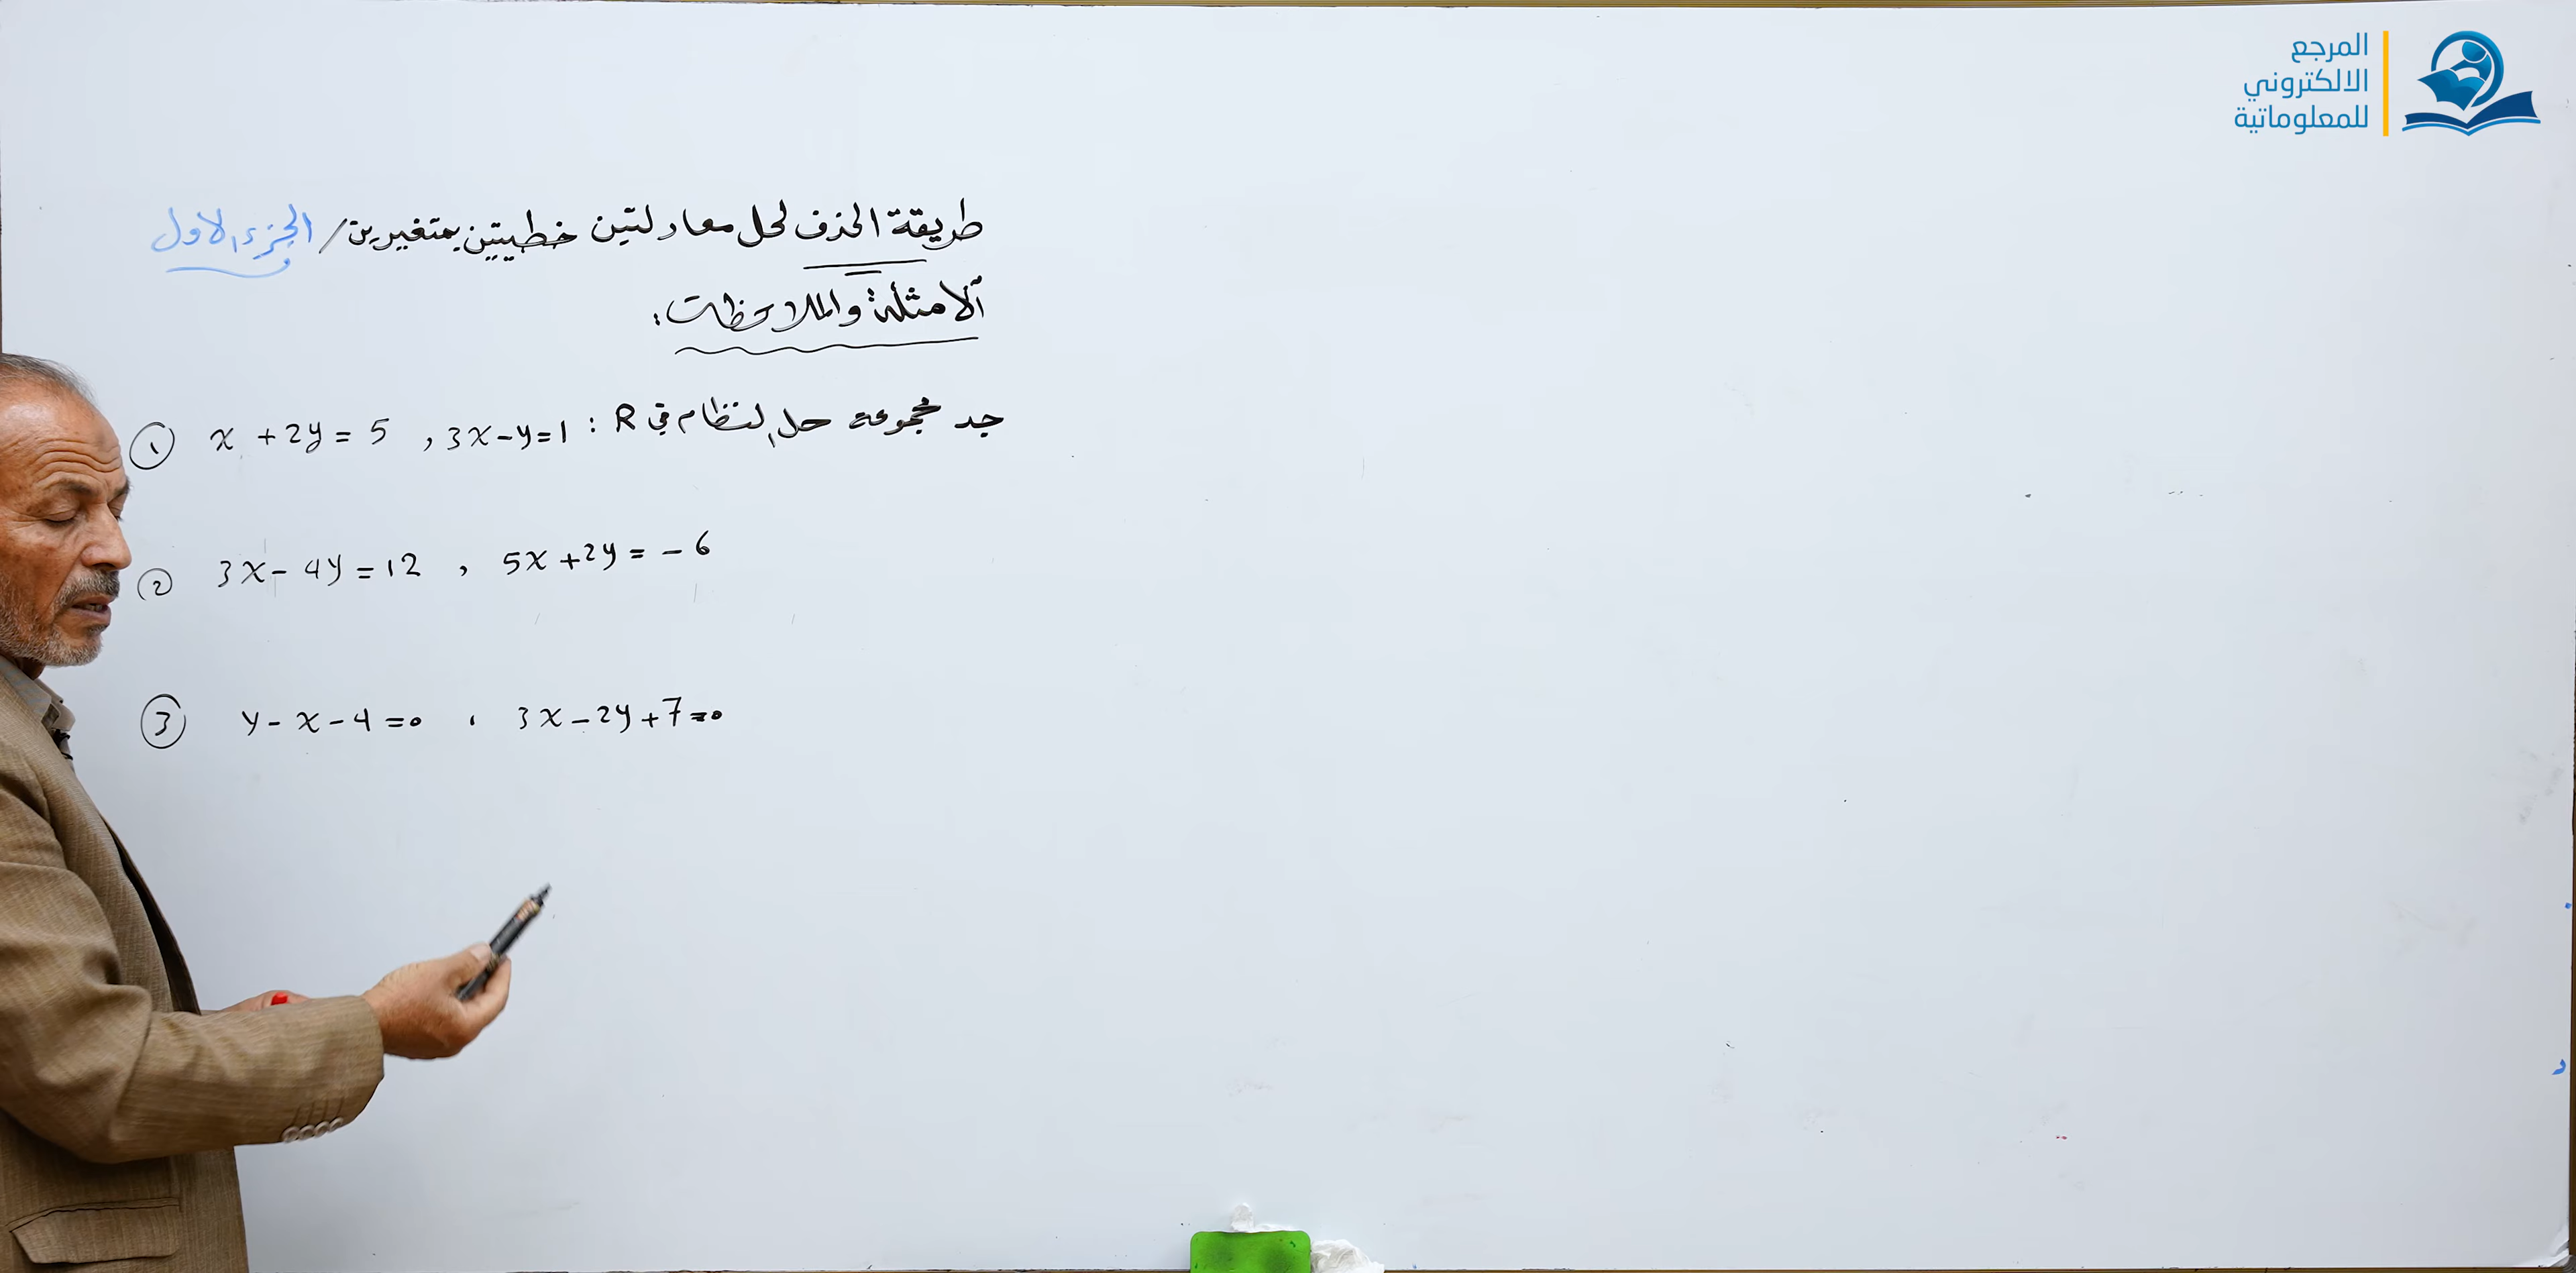 المرجع
الالكتروني
للمعلوماتية
طريقة الحذف لحل معادلتين خطيتين بمتغيرين / الجزء الاول
الامثلة والملاحظات:
جد مجموعة حل النظام في R :
① x + 2y = 5 , 3x - y = 1
② 3x - 4y = 12 , 5x + 2y = - 6
③ y - x - 4 = 0 , 3x - 2y + 7 = 0